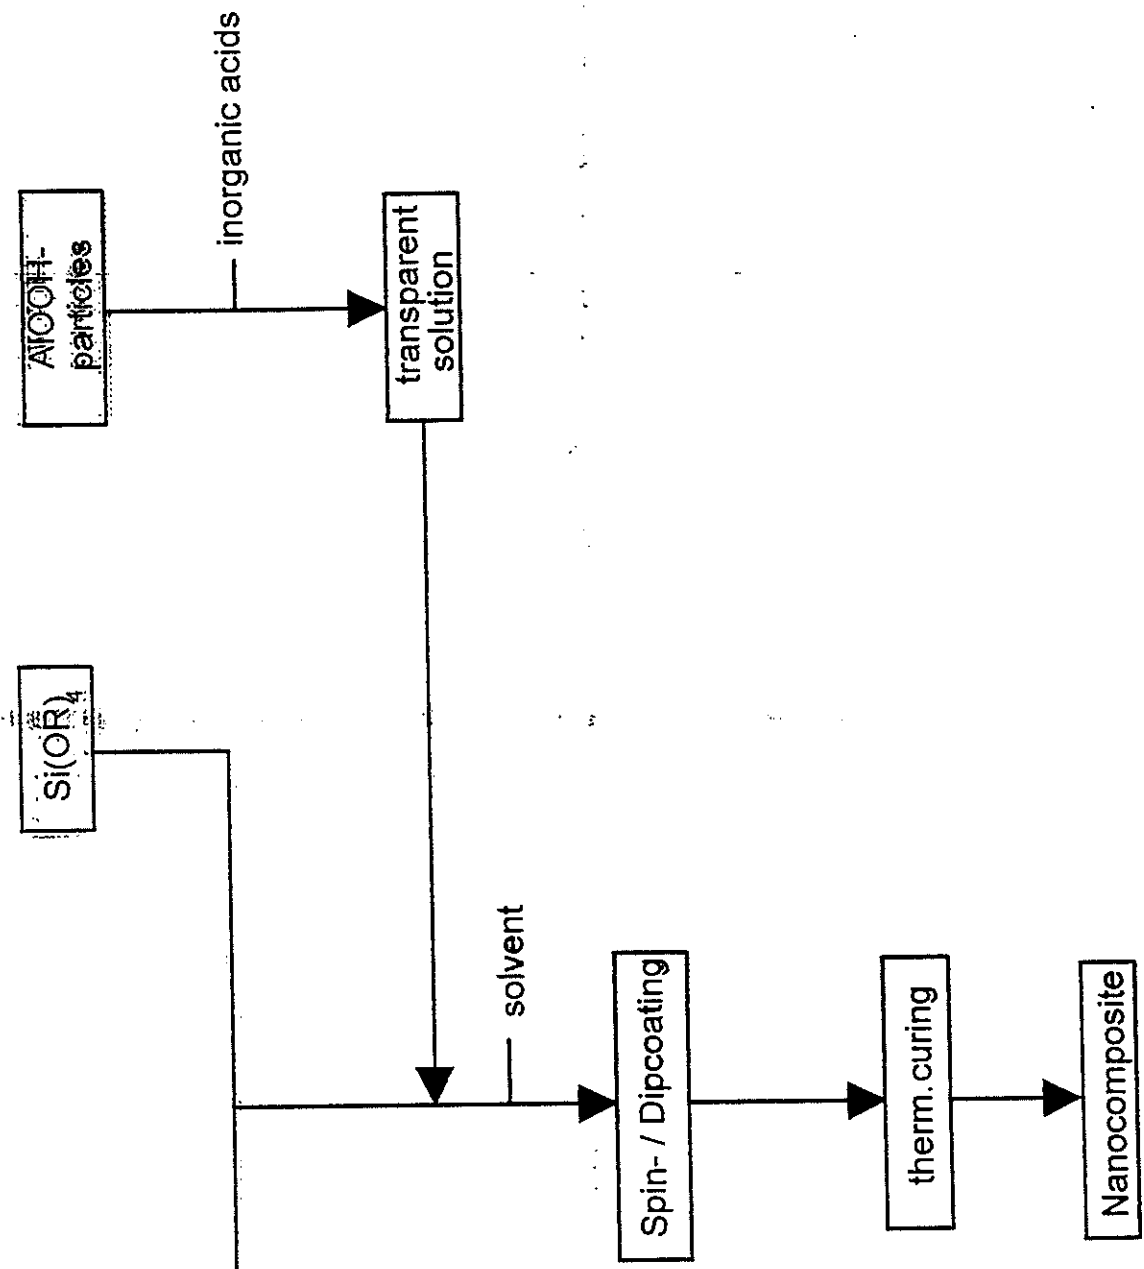 AlOOH-
particles
inorganic acids
transparent
solution
Si(OR)4
solvent
Spin- / Dipcoating
therm.curing
Nanocomposite